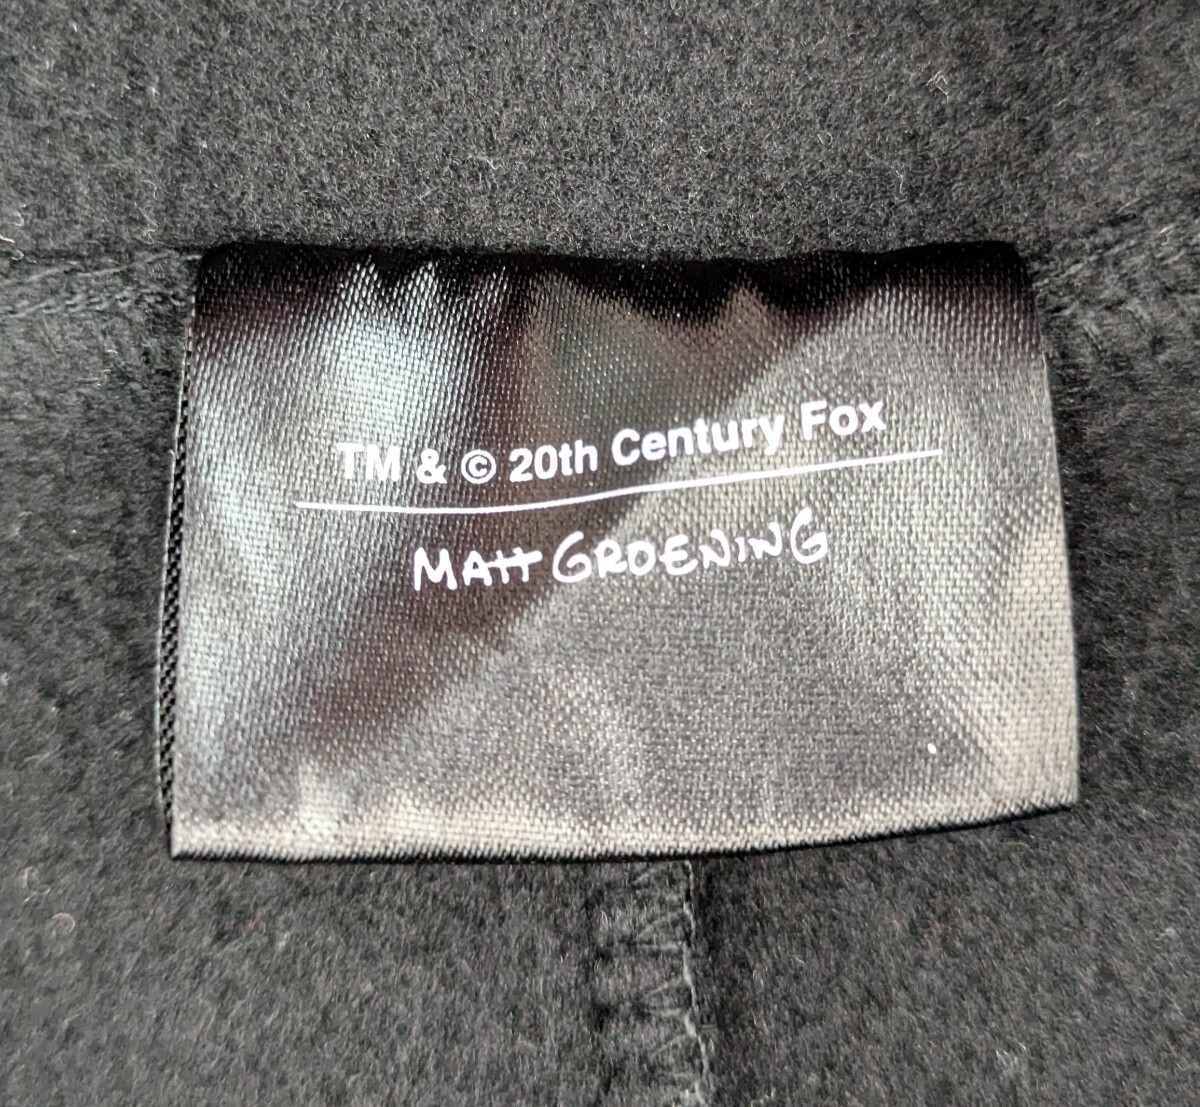 TM & © 20th Century Fox
MATT GROENING